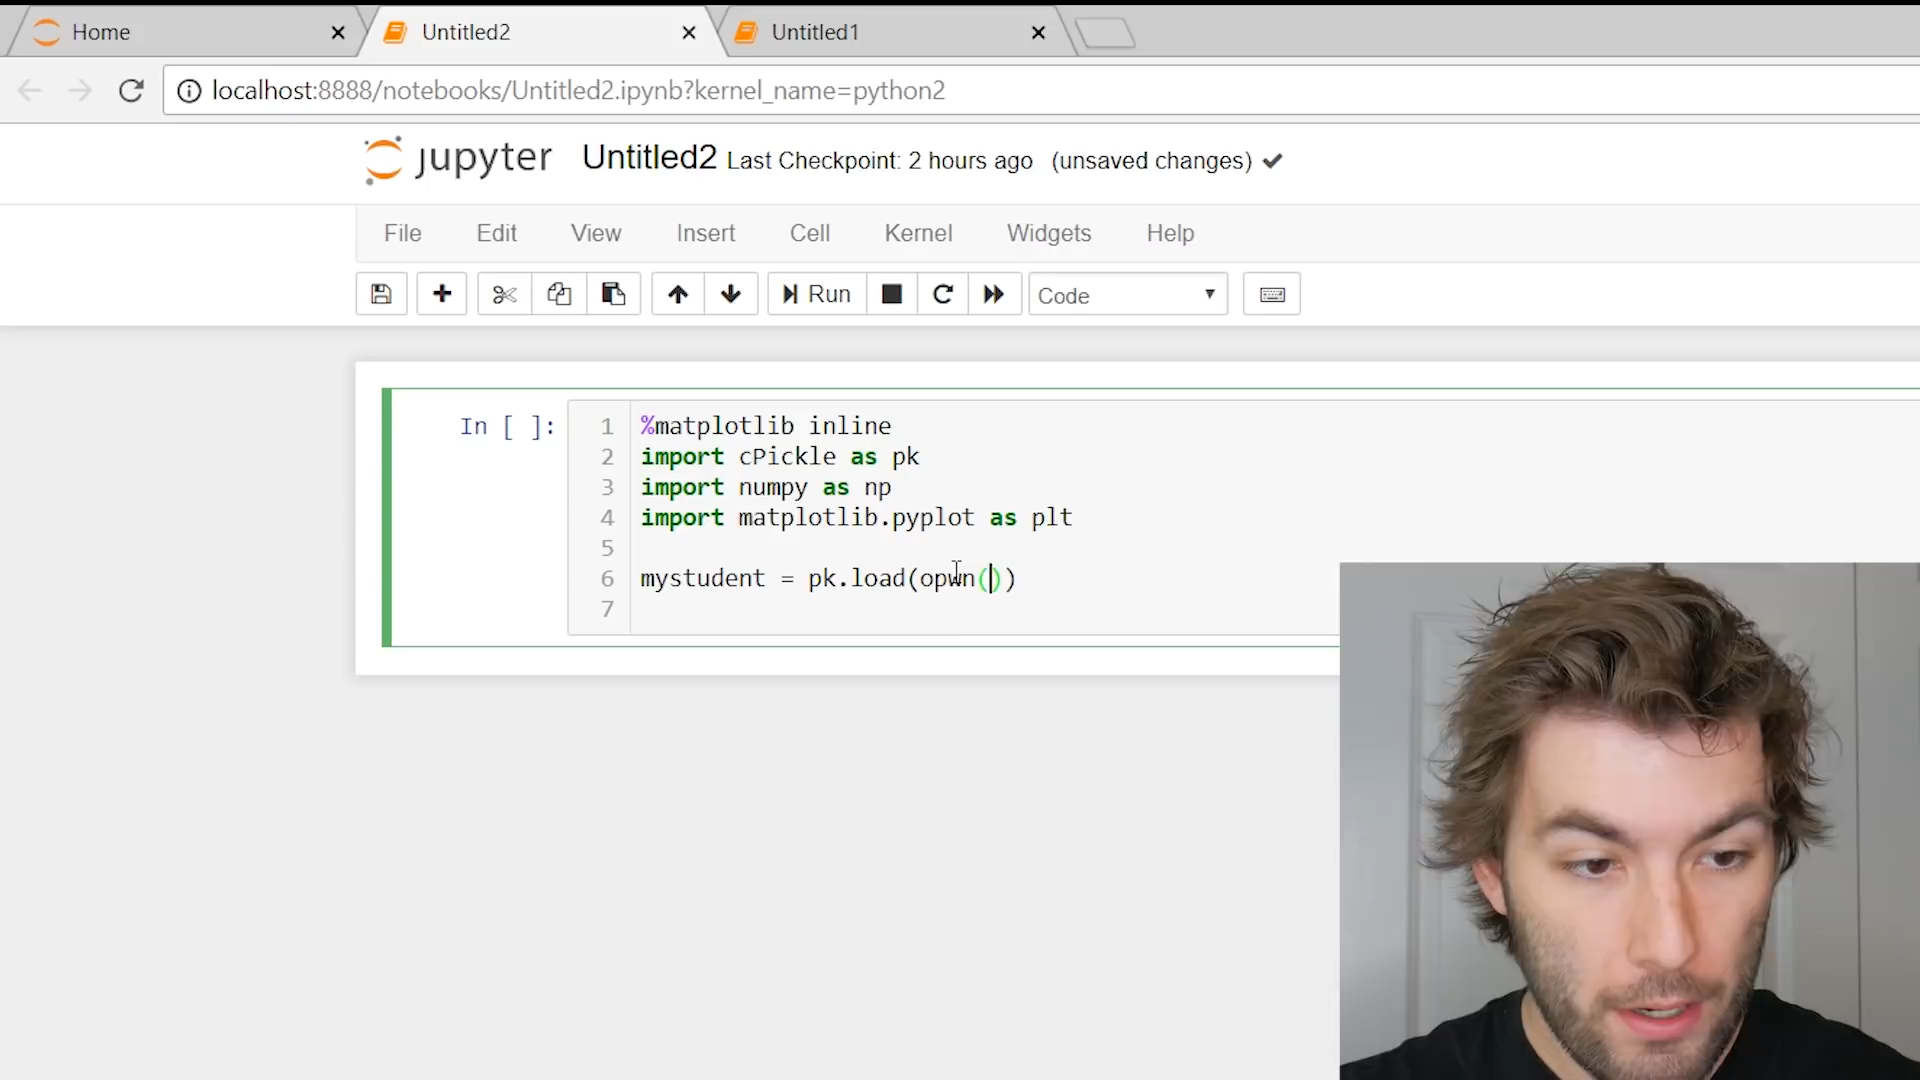 Home
Untitled2
Untitled1
localhost:8888/notebooks/Untitled2.ipynb?kernel_name=python2
jupyter Untitled2 Last Checkpoint: 2 hours ago (unsaved changes)
File Edit View Insert Cell Kernel Widgets Help
Run Code
In [ ]:
1 %matplotlib inline
2 import cPickle as pk
3 import numpy as np
4 import matplotlib.pyplot as plt
5
6 mystudent = pk.load(opwn())
7